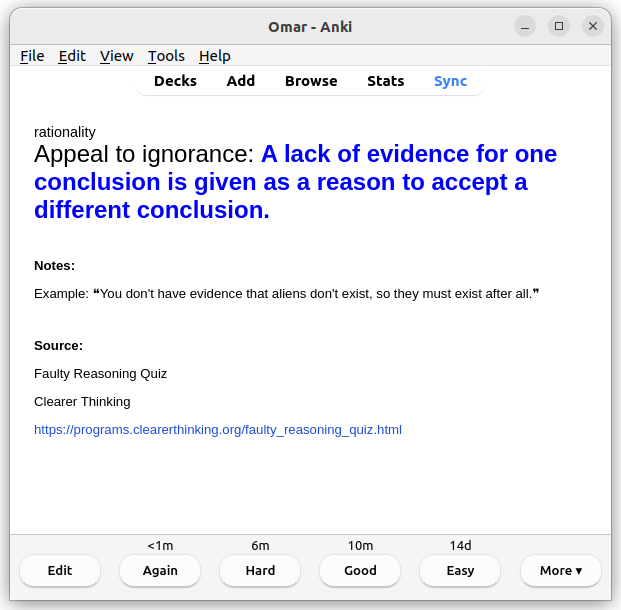 Omar - Anki
File Edit View Tools Help
Decks Add Browse Stats Sync
rationality
Appeal to ignorance: A lack of evidence for one
conclusion is given as a reason to accept a
different conclusion.
Notes:
Example: ❝You don't have evidence that aliens don't exist, so they must exist after all.❞
Source:
Faulty Reasoning Quiz
Clearer Thinking
https://programs.clearerthinking.org/faulty_reasoning_quiz.html
<1m 6m 10m 14d
Edit Again Hard Good Easy More ▾